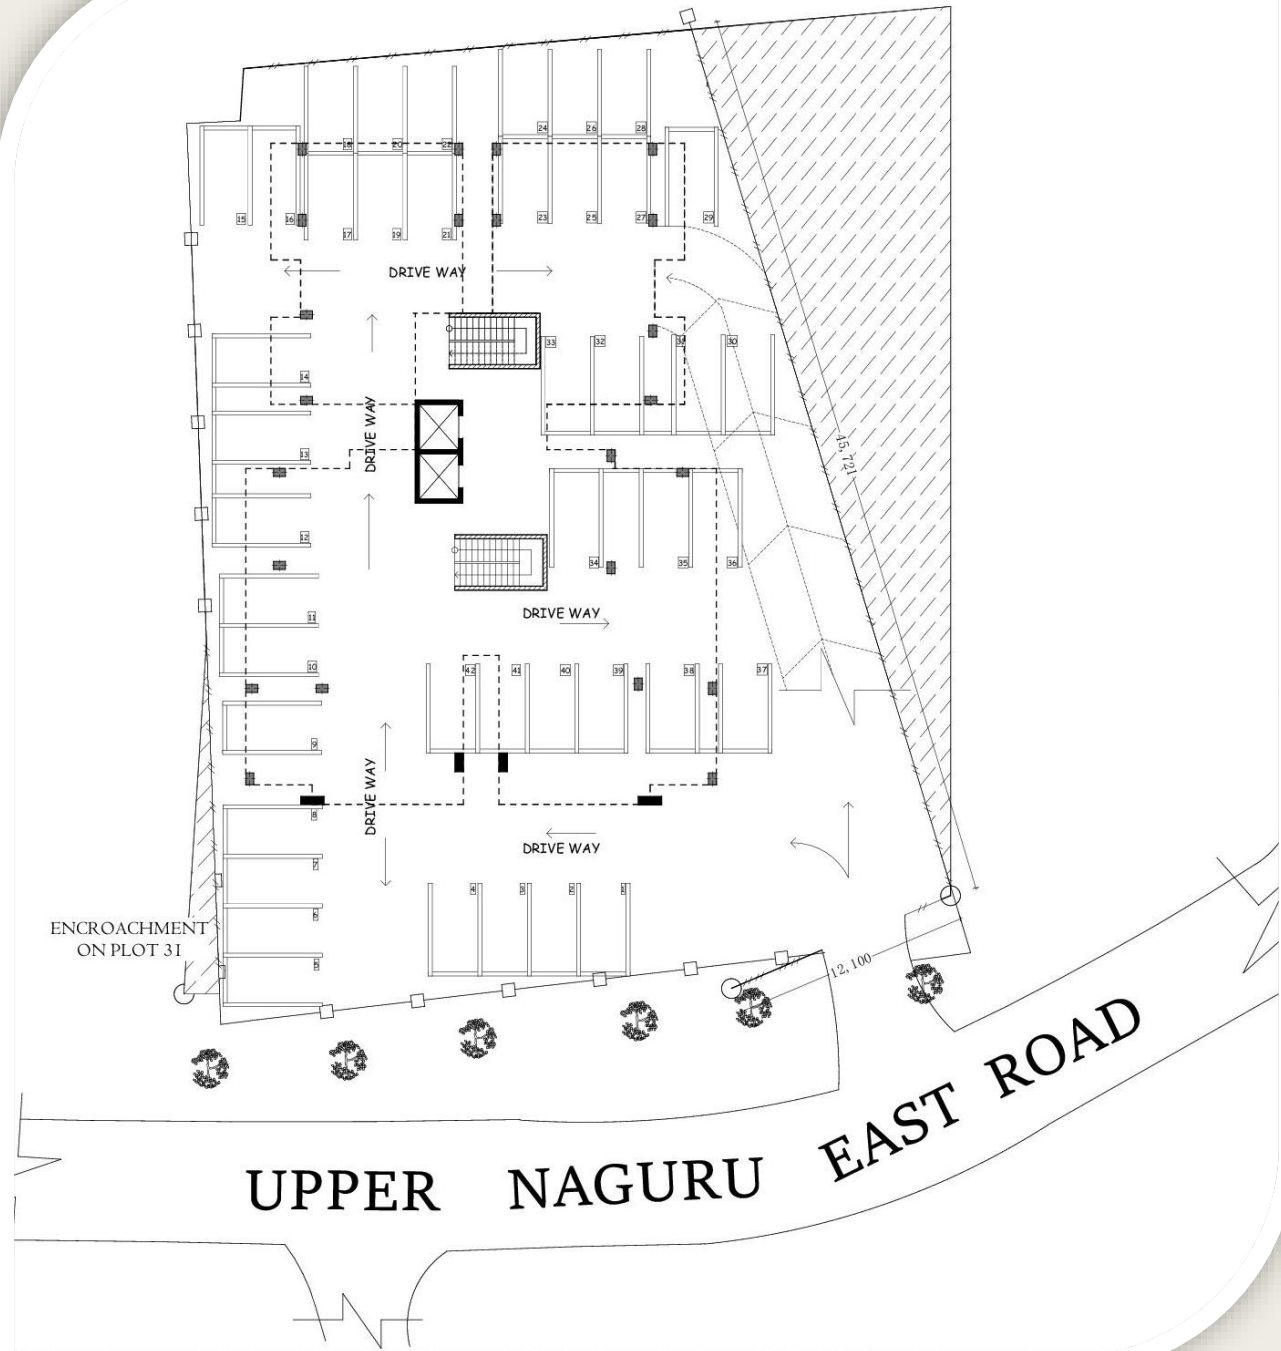 24 26 28
18 20 22
15 16 23 25 27 29
17 19 21
DRIVE WAY
33 32 31 30
14
DRIVE WAY
13
12
34 35 36
11
DRIVE WAY
10
42 41 40 39 38 37
9
DRIVE WAY
8
DRIVE WAY
7
4 3 2 1
6
5
45,721
12,100
ENCROACHMENT
ON PLOT 31
UPPER NAGURU EAST ROAD